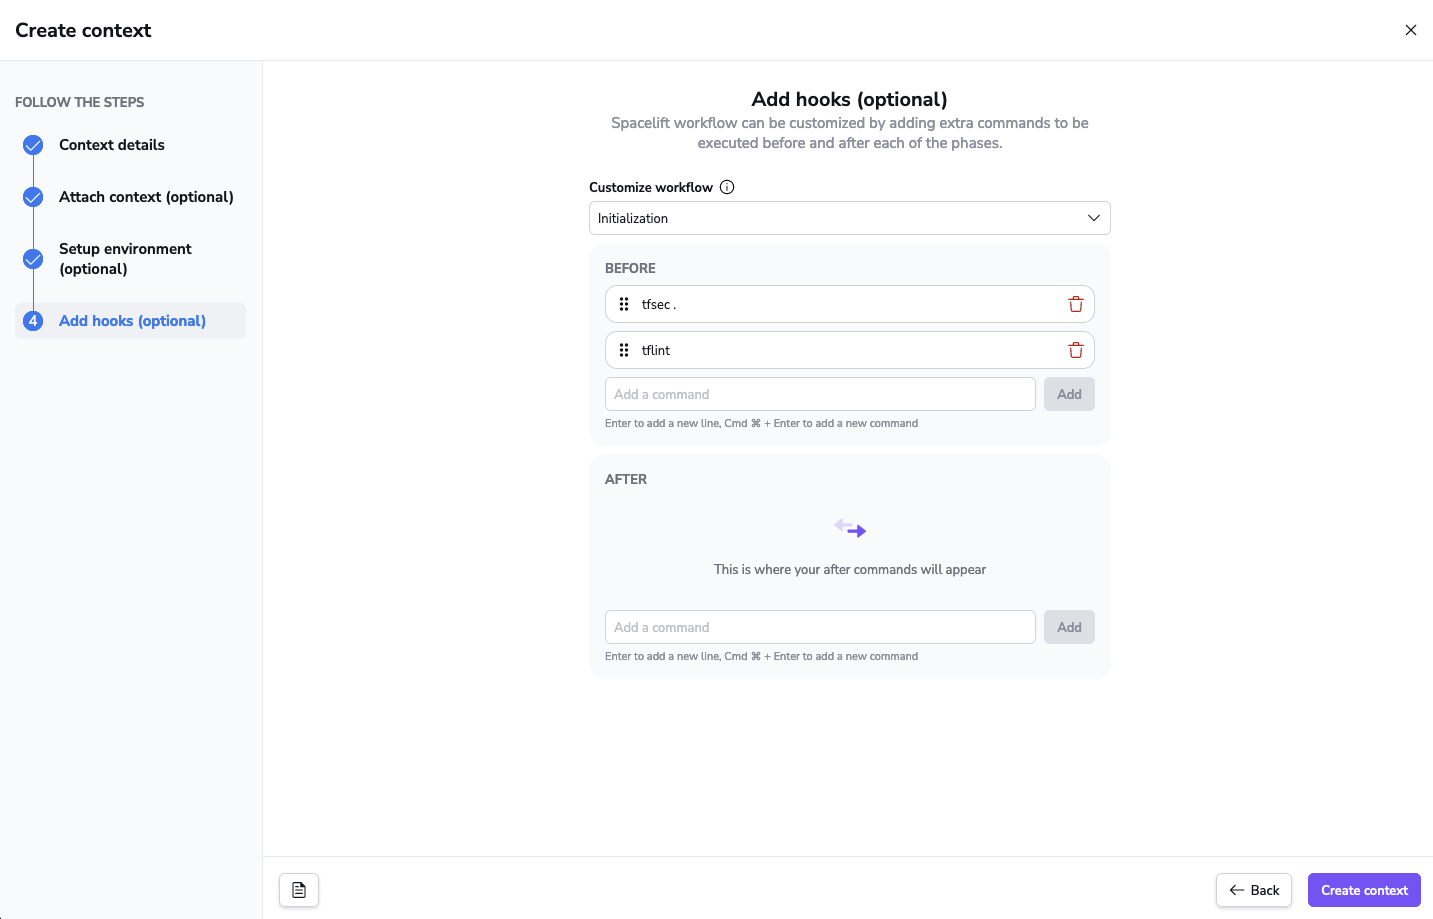 Create context
FOLLOW THE STEPS
Context details
Attach context (optional)
Setup environment
(optional)
4 Add hooks (optional)
Add hooks (optional)
Spacelift workflow can be customized by adding extra commands to be
executed before and after each of the phases.
Customize workflow
Initialization
BEFORE
tfsec .
tflint
Add a command Add
Enter to add a new line, Cmd ⌘ + Enter to add a new command
AFTER
This is where your after commands will appear
Add a command Add
Enter to add a new line, Cmd ⌘ + Enter to add a new command
Back Create context